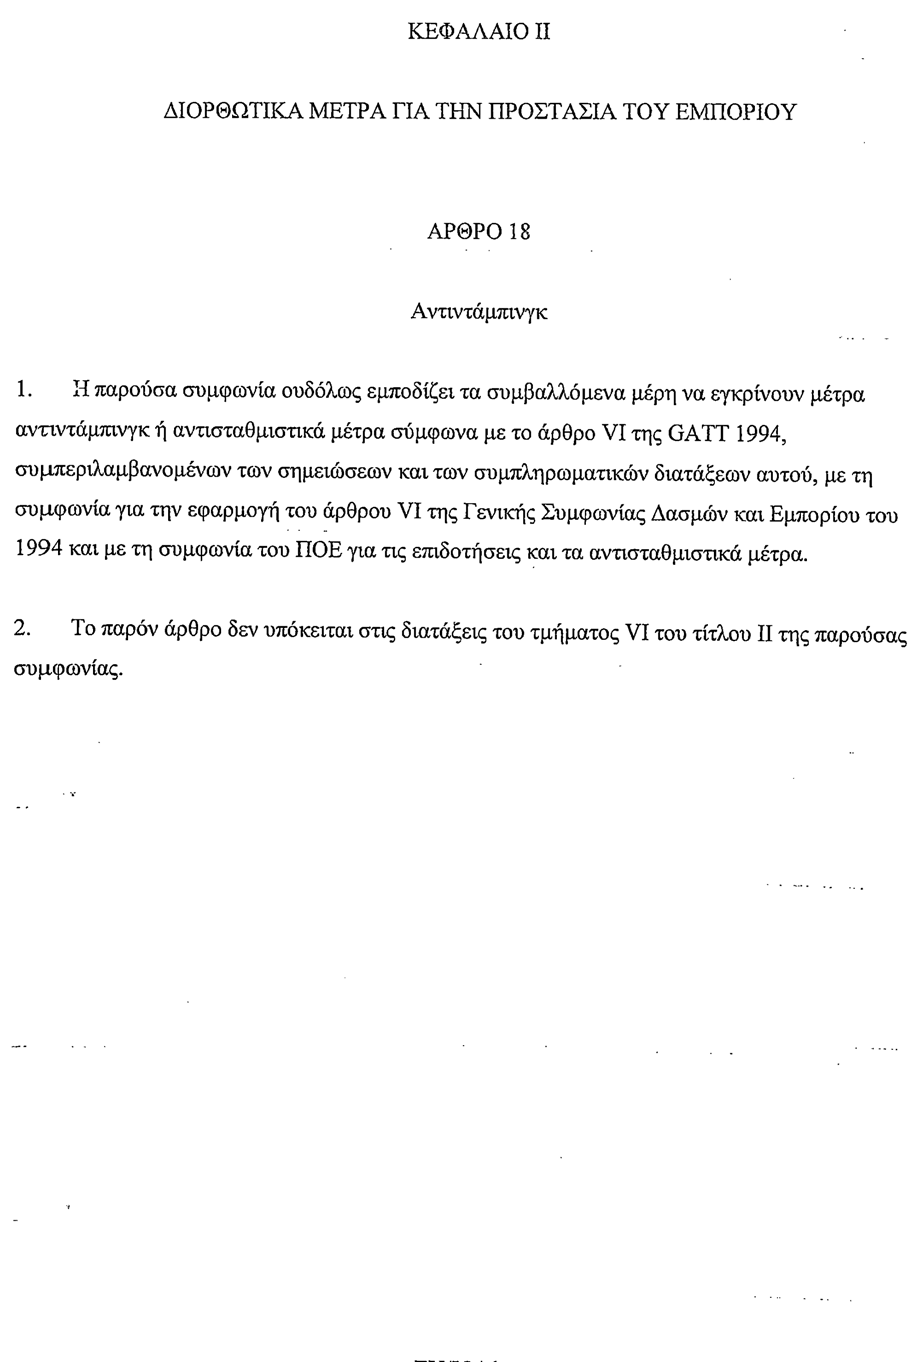 ΚΕΦΑΛΑΙΟ ΙΙ
ΔΙΟΡΘΩΤΙΚΑ ΜΕΤΡΑ ΓΙΑ ΤΗΝ ΠΡΟΣΤΑΣΙΑ ΤΟΥ ΕΜΠΟΡΙΟΥ
ΑΡΘΡΟ 18
Αντιντάμπινγκ
1. Η παρούσα συμφωνία ουδόλως εμποδίζει τα συμβαλλόμενα μέρη να εγκρίνουν μέτρα
αντιντάμπινγκ ή αντισταθμιστικά μέτρα σύμφωνα με το άρθρο VI της GATT 1994,
συμπεριλαμβανομένων των σημειώσεων και των συμπληρωματικών διατάξεων αυτού, με τη
συμφωνία για την εφαρμογή του άρθρου VI της Γενικής Συμφωνίας Δασμών και Εμπορίου του
1994 και με τη συμφωνία του ΠΟΕ για τις επιδοτήσεις και τα αντισταθμιστικά μέτρα.
2. Το παρόν άρθρο δεν υπόκειται στις διατάξεις του τμήματος VI του τίτλου ΙΙ της παρούσας
συμφωνίας.